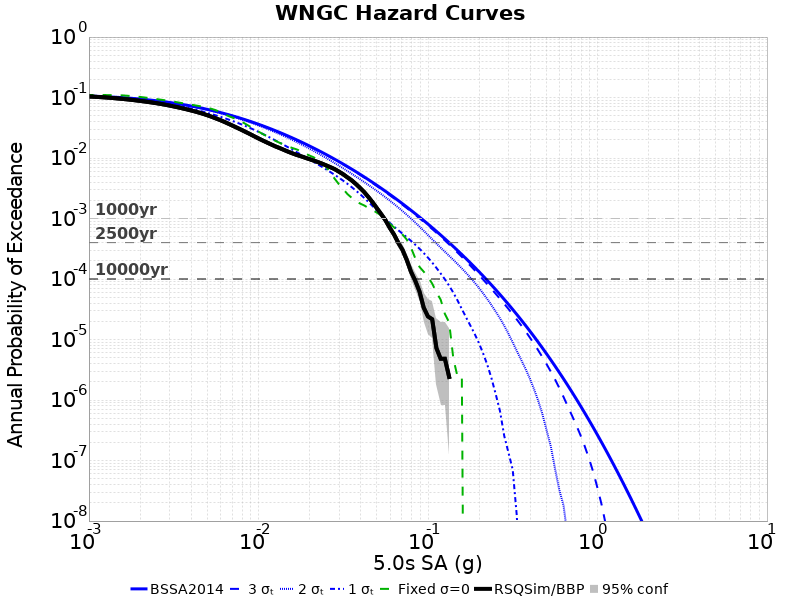 WNGC Hazard Curves
Annual Probability of Exceedance
10^0
10^-1
10^-2
10^-3
10^-4
10^-5
10^-6
10^-7
10^-8
1000yr
2500yr
10000yr
10^-3 10^-2 10^-1 10^0 10^1
5.0s SA (g)
BSSA2014 3 σₜ 2 σₜ 1 σₜ Fixed σ=0 RSQSim/BBP 95% conf